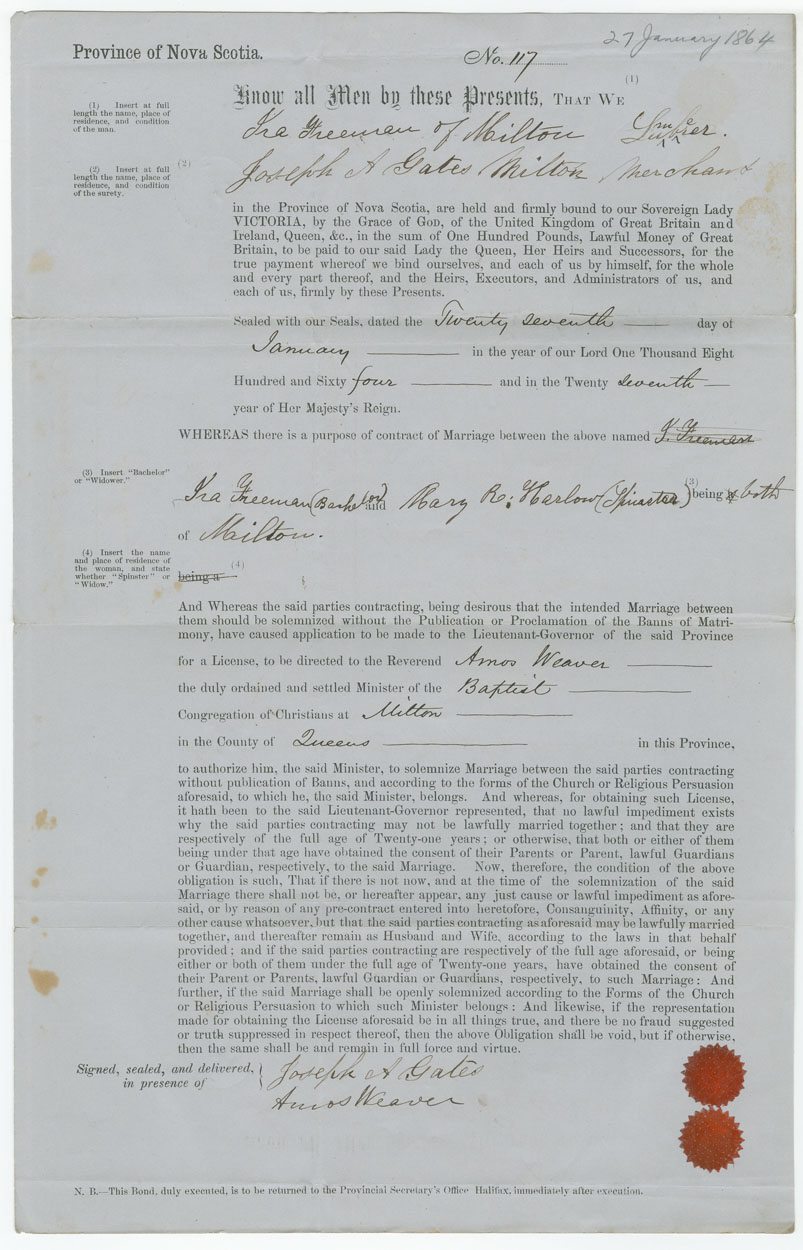 27 January 1864
Province of Nova Scotia.
No. 117
(1)
Know all Men by these Presents, That We
(1) Insert at full
length the name, place of
residence, and condition
of the man.
Ira Freeman of Milton
(2) Insert at full
length the name, place of
residence, and condition
of the surety.
(2)
Joseph A Gates Milton Merchant
in the Province of Nova Scotia, are held and firmly bound to our Sovereign Lady
VICTORIA, by the Grace of God, of the United Kingdom of Great Britain and
Ireland, Queen, &c., in the sum of One Hundred Pounds, Lawful Money of Great
Britain, to be paid to our said Lady the Queen, Her Heirs and Successors, for the
true payment whereof we bind ourselves, and each of us by himself, for the whole
and every part thereof, and the Heirs, Executors, and Administrators of us, and
each of us, firmly by these Presents.
Sealed with our Seals, dated the Twenty seventh day of
January in the year of our Lord One Thousand Eight
Hundred and Sixty four and in the Twenty seventh
year of Her Majesty's Reign.
WHEREAS there is a purpose of contract of Marriage between the above named I. Freeman
(3) Insert "Bachelor"
or "Widower."
Ira Freeman (Bachelor) and Mary R: Harlow (Spinster) (3) being both
of Milton.
(4) Insert the name
and place of residence of
the woman, and state
whether "Spinster" or
"Widow."
being a (4)
And Whereas the said parties contracting, being desirous that the intended Marriage between
them should be solemnized without the Publication or Proclamation of the Banns of Matri-
mony, have caused application to be made to the Lieutenant-Governor of the said Province
for a License, to be directed to the Reverend Amos Weaver
the duly ordained and settled Minister of the Baptist
Congregation of Christians at Milton
in the County of Queens in this Province,
to authorize him, the said Minister, to solemnize Marriage between the said parties contracting
without publication of Banns, and according to the forms of the Church or Religious Persuasion
aforesaid, to which he, the said Minister, belongs. And whereas, for obtaining such License,
it hath been to the said Lieutenant-Governor represented, that no lawful impediment exists
why the said parties contracting may not be lawfully married together; and that they are
respectively of the full age of Twenty-one years; or otherwise, that both or either of them
being under that age have obtained the consent of their Parents or Parent, lawful Guardians
or Guardian, respectively, to the said Marriage. Now, therefore, the condition of the above
obligation is such, That if there is not now, and at the time of the solemnization of the said
Marriage there shall not be, or hereafter appear, any just cause or lawful impediment as afore-
said, or by reason of any pre-contract entered into heretofore, Consanguinity, Affinity, or any
other cause whatsoever, but that the said parties contracting as aforesaid may be lawfully married
together, and thereafter remain as Husband and Wife, according to the laws in that behalf
provided; and if the said parties contracting are respectively of the full age aforesaid, or being
either or both of them under the full age of Twenty-one years, have obtained the consent of
their Parent or Parents, lawful Guardian or Guardians, respectively, to such Marriage: And
further, if the said Marriage shall be openly solemnized according to the Forms of the Church
or Religious Persuasion to which such Minister belongs: And likewise, if the representation
made for obtaining the License aforesaid be in all things true, and there be no fraud suggested
or truth suppressed in respect thereof, then the above Obligation shall be void, but if otherwise,
then the same shall be and remain in full force and virtue.
Signed, sealed, and delivered,
in presence of
Joseph A Gates
Amos Weaver
N. B.—This Bond, duly executed, is to be returned to the Provincial Secretary's Office Halifax, immediately after execution.